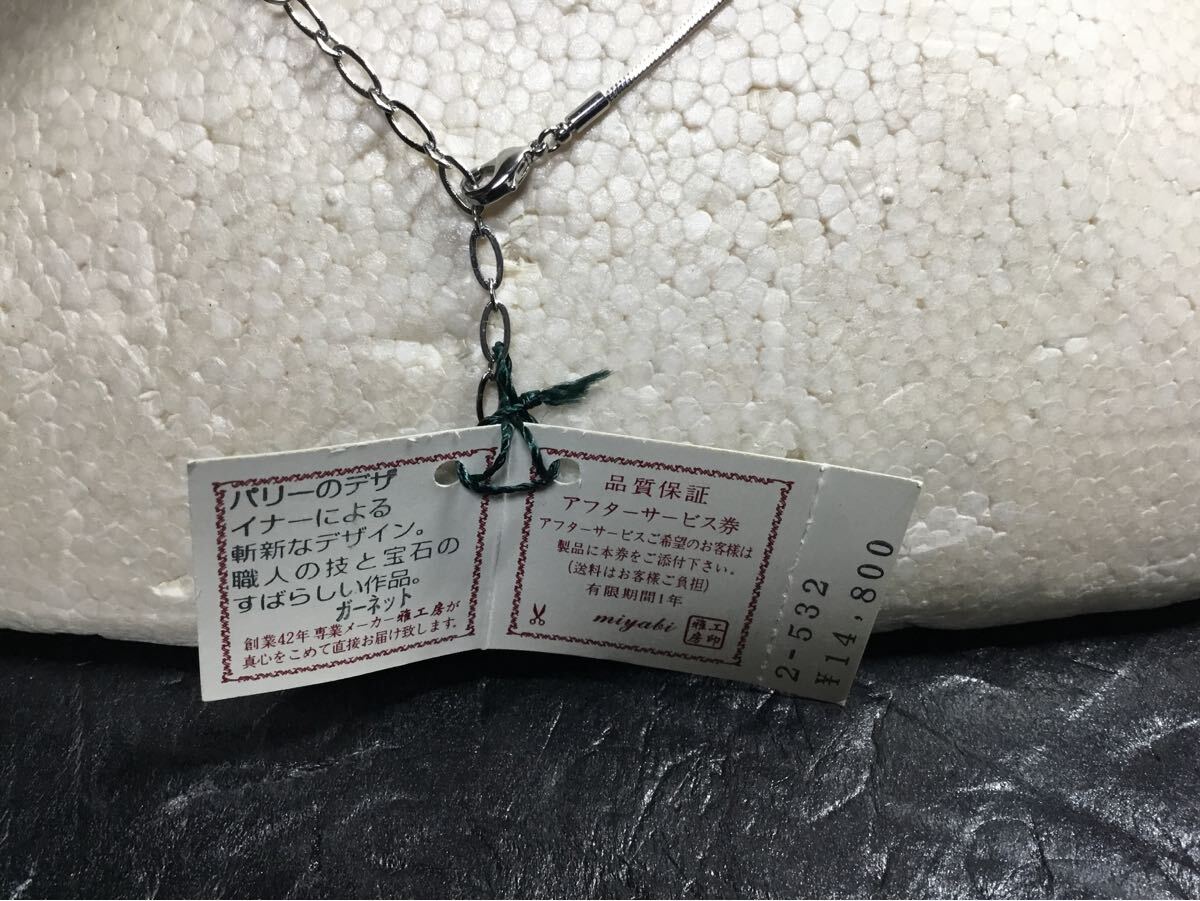 パリーのデザ
イナーによる
斬新なデザイン。
職人の技と宝石の
すばらしい作品。
ガーネット
創業42年専業メーカー雅工房が
真心をこめて直接お届け致します。
品質保証
アフターサービス券
アフターサービスご希望のお客様は
製品に本券をご添付下さい。
(送料はお客様ご負担)
有限期間1年
miyabi
雅工
房印
2-532
¥14,800